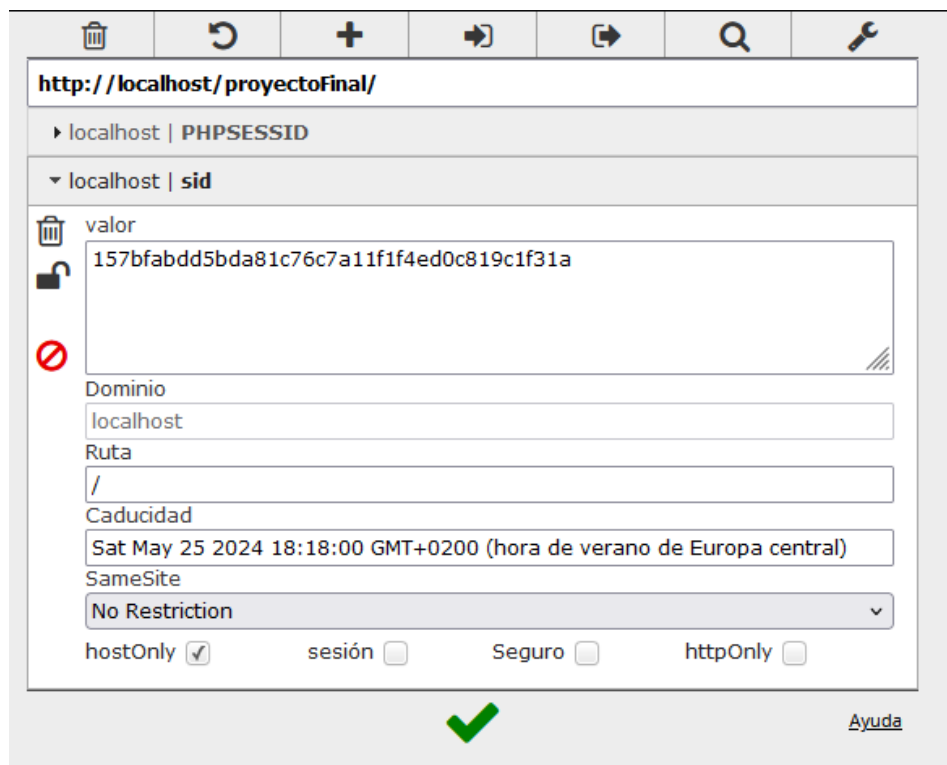 http://localhost/proyectoFinal/
localhost | PHPSESSID
localhost | sid
valor
157bfabdd5bda81c76c7a11f1f4ed0c819c1f31a
Dominio
localhost
Ruta
/
Caducidad
Sat May 25 2024 18:18:00 GMT+0200 (hora de verano de Europa central)
SameSite
No Restriction
hostOnly sesión Seguro httpOnly
Ayuda